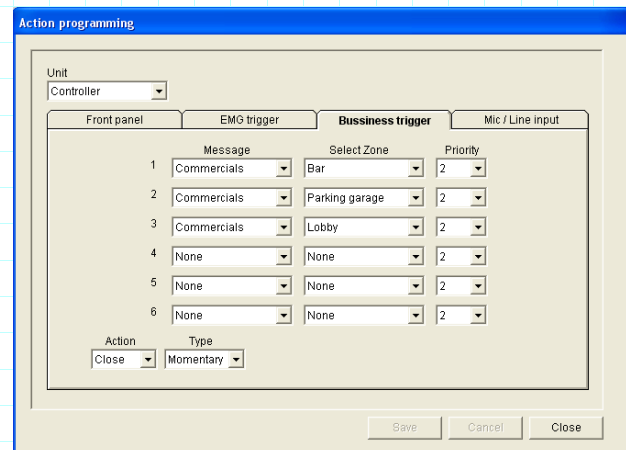 Action programming
Unit
Controller
Front panel EMG trigger Bussiness trigger Mic / Line input
Message Select Zone Priority
1 Commercials Bar 2
2 Commercials Parking garage 2
3 Commercials Lobby 2
4 None None 2
5 None None 2
6 None None 2
Action Type
Close Momentary
Save Cancel Close